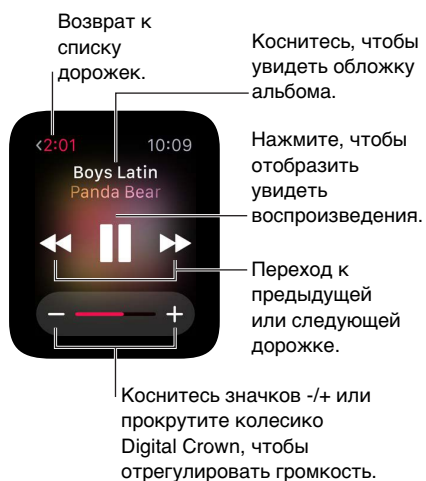 Возврат к
списку
дорожек.
Коснитесь, чтобы
увидеть обложку
альбома.
<2:01
10:09
Boys Latin
Panda Bear
Нажмите, чтобы
отобразить
увидеть
воспроизведения.
Переход к
предыдущей
или следующей
дорожке.
Коснитесь значков -/+ или
прокрутите колесико
Digital Crown, чтобы
отрегулировать громкость.